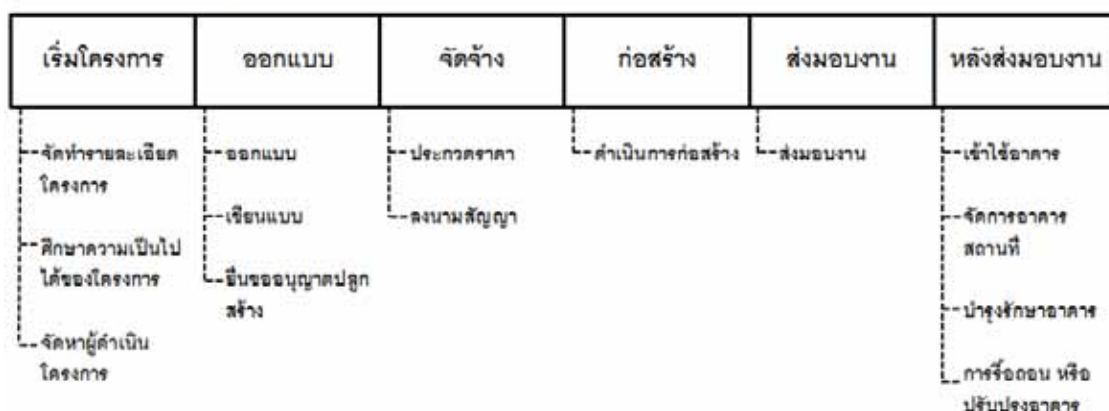 เริ่มโครงการ
ออกแบบ
จัดจ้าง
ก่อสร้าง
ส่งมอบงาน
หลังส่งมอบงาน
จัดทำรายละเอียด
โครงการ
ศึกษาความเป็นไป
ได้ของโครงการ
จัดหาผู้ดำเนิน
โครงการ
ออกแบบ
เขียนแบบ
ยื่นขออนุญาตปลูก
สร้าง
ประกวดราคา
ลงนามสัญญา
ดำเนินการก่อสร้าง
ส่งมอบงาน
เข้าใช้อาคาร
จัดการอาคาร
สถานที่
บำรุงรักษาอาคาร
การรื้อถอน หรือ
ปรับปรุงอาคาร